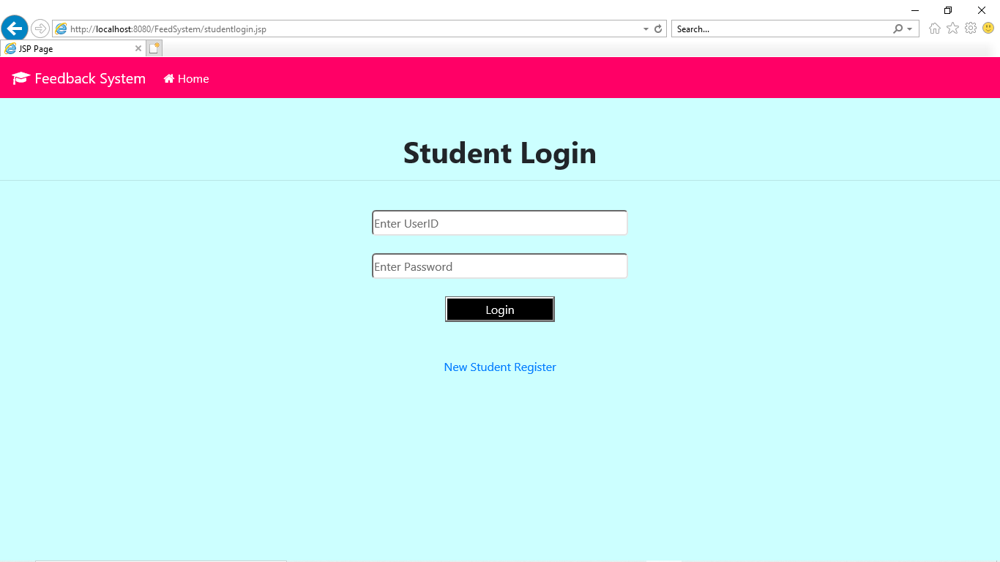 http://localhost:8080/FeedSystem/studentlogin.jsp
Search...
JSP Page
Feedback System
Home
Student Login
Enter UserID
Enter Password
Login
New Student Register